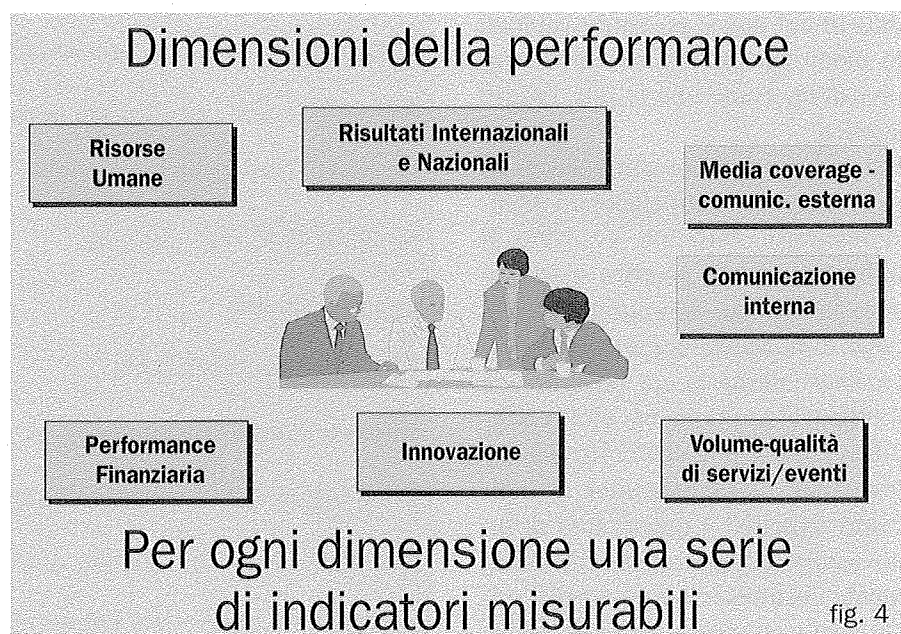 Dimensioni della performance
Risorse
Umane
Risultati Internazionali
e Nazionali
Media coverage -
comunic. esterna
Comunicazione
interna
Performance
Finanziaria
Innovazione
Volume-qualità
di servizi/eventi
Per ogni dimensione una serie
di indicatori misurabili
fig. 4